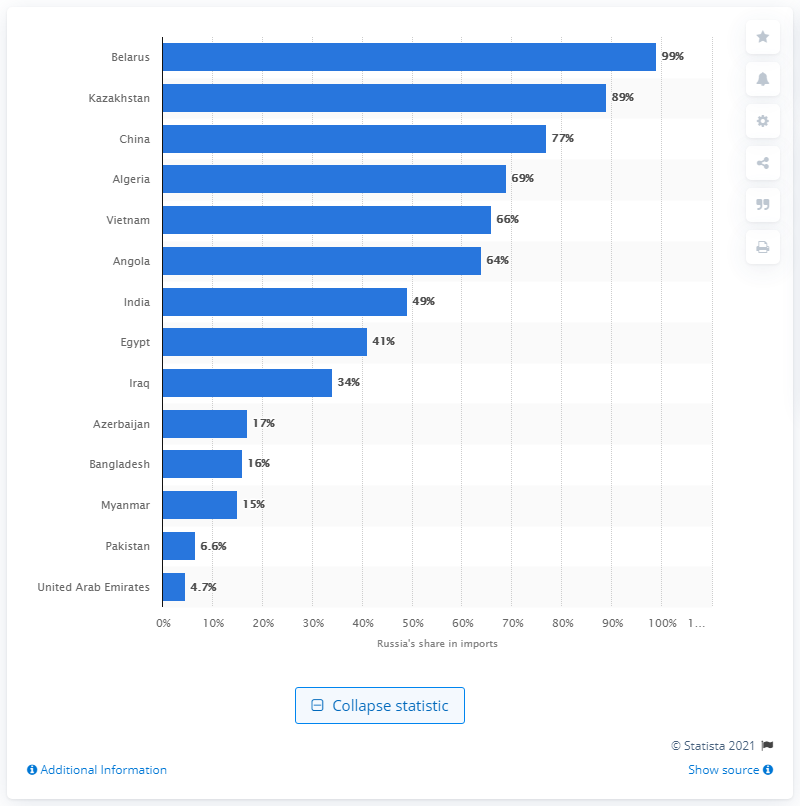 Belarus 99%
Kazakhstan 89%
China 77%
Algeria 69%
Vietnam 66%
Angola 64%
India 49%
Egypt 41%
Iraq 34%
Azerbaijan 17%
Bangladesh 16%
Myanmar 15%
Pakistan 6.6%
United Arab Emirates 4.7%
0% 10% 20% 30% 40% 50% 60% 70% 80% 90% 100% 1...
Russia's share in imports
Collapse statistic
© Statista 2021
Additional Information Show source